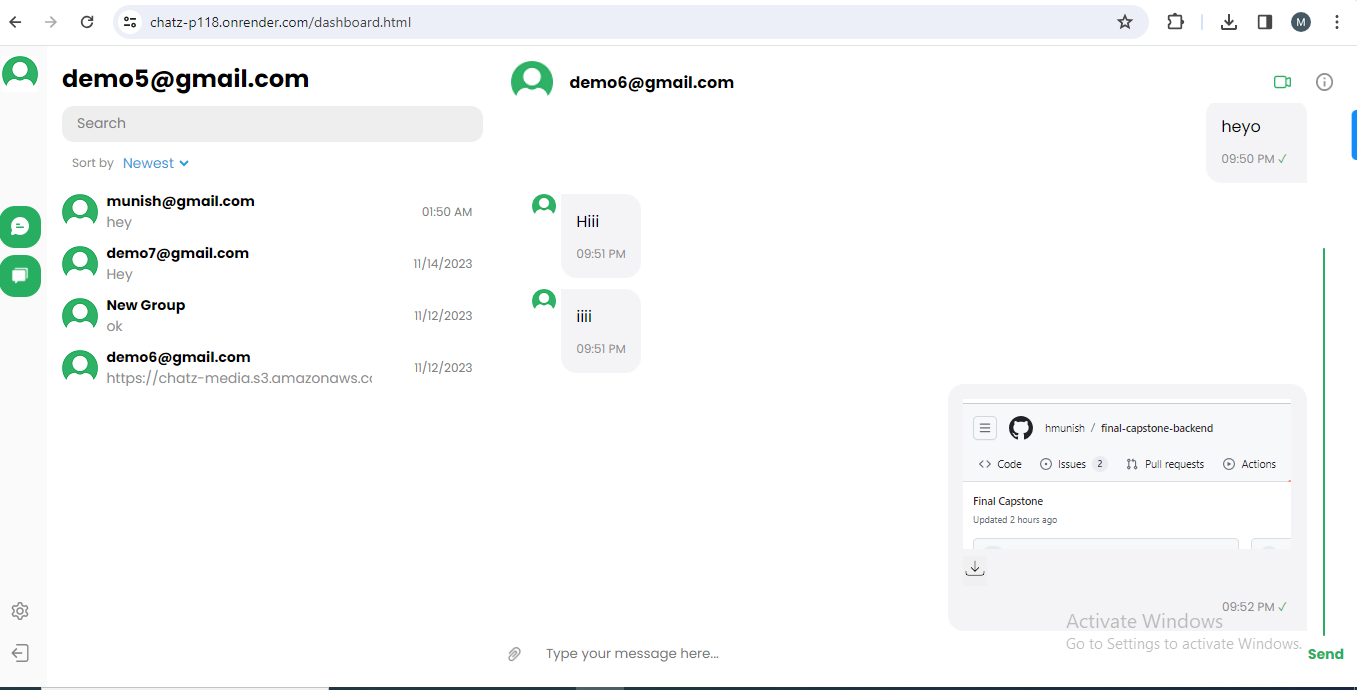 chatz-p118.onrender.com/dashboard.html
M
demo5@gmail.com
Search
Sort by Newest
munish@gmail.com
01:50 AM
hey
demo7@gmail.com
11/14/2023
Hey
New Group
11/12/2023
ok
demo6@gmail.com
11/12/2023
https://chatz-media.s3.amazonaws.co
demo6@gmail.com
heyo
09:50 PM ✓
Hiii
09:51 PM
iiii
09:51 PM
hmunish / final-capstone-backend
<> Code Issues 2 Pull requests Actions
Final Capstone
Updated 2 hours ago
09:52 PM ✓
Activate Windows
Go to Settings to activate Windows.
Type your message here...
Send